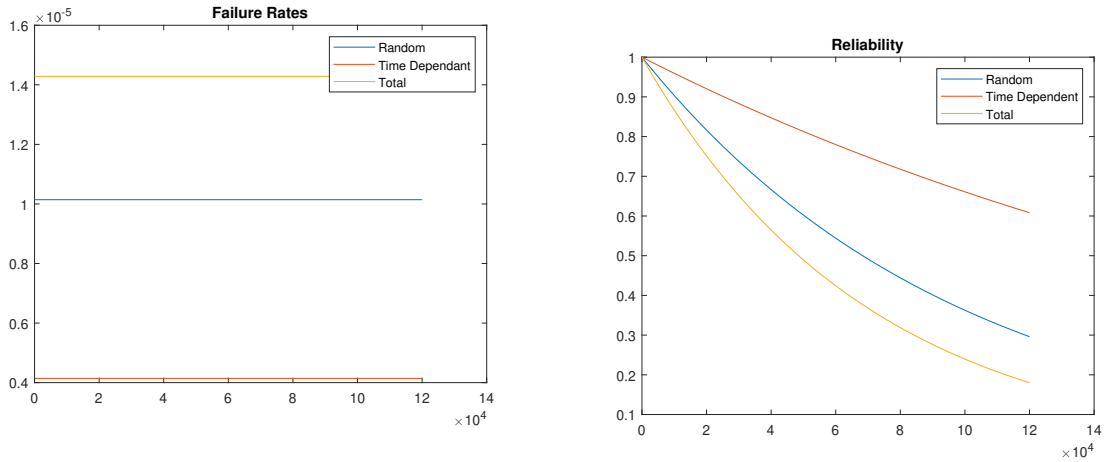 Failure Rates
×10-5
1.6
1.4
1.2
1
0.8
0.6
0.4
0 2 4 6 8 10 12 14
×104
Random
Time Dependant
Total
Reliability
1
0.9
0.8
0.7
0.6
0.5
0.4
0.3
0.2
0.1
0 2 4 6 8 10 12 14
×104
Random
Time Dependent
Total